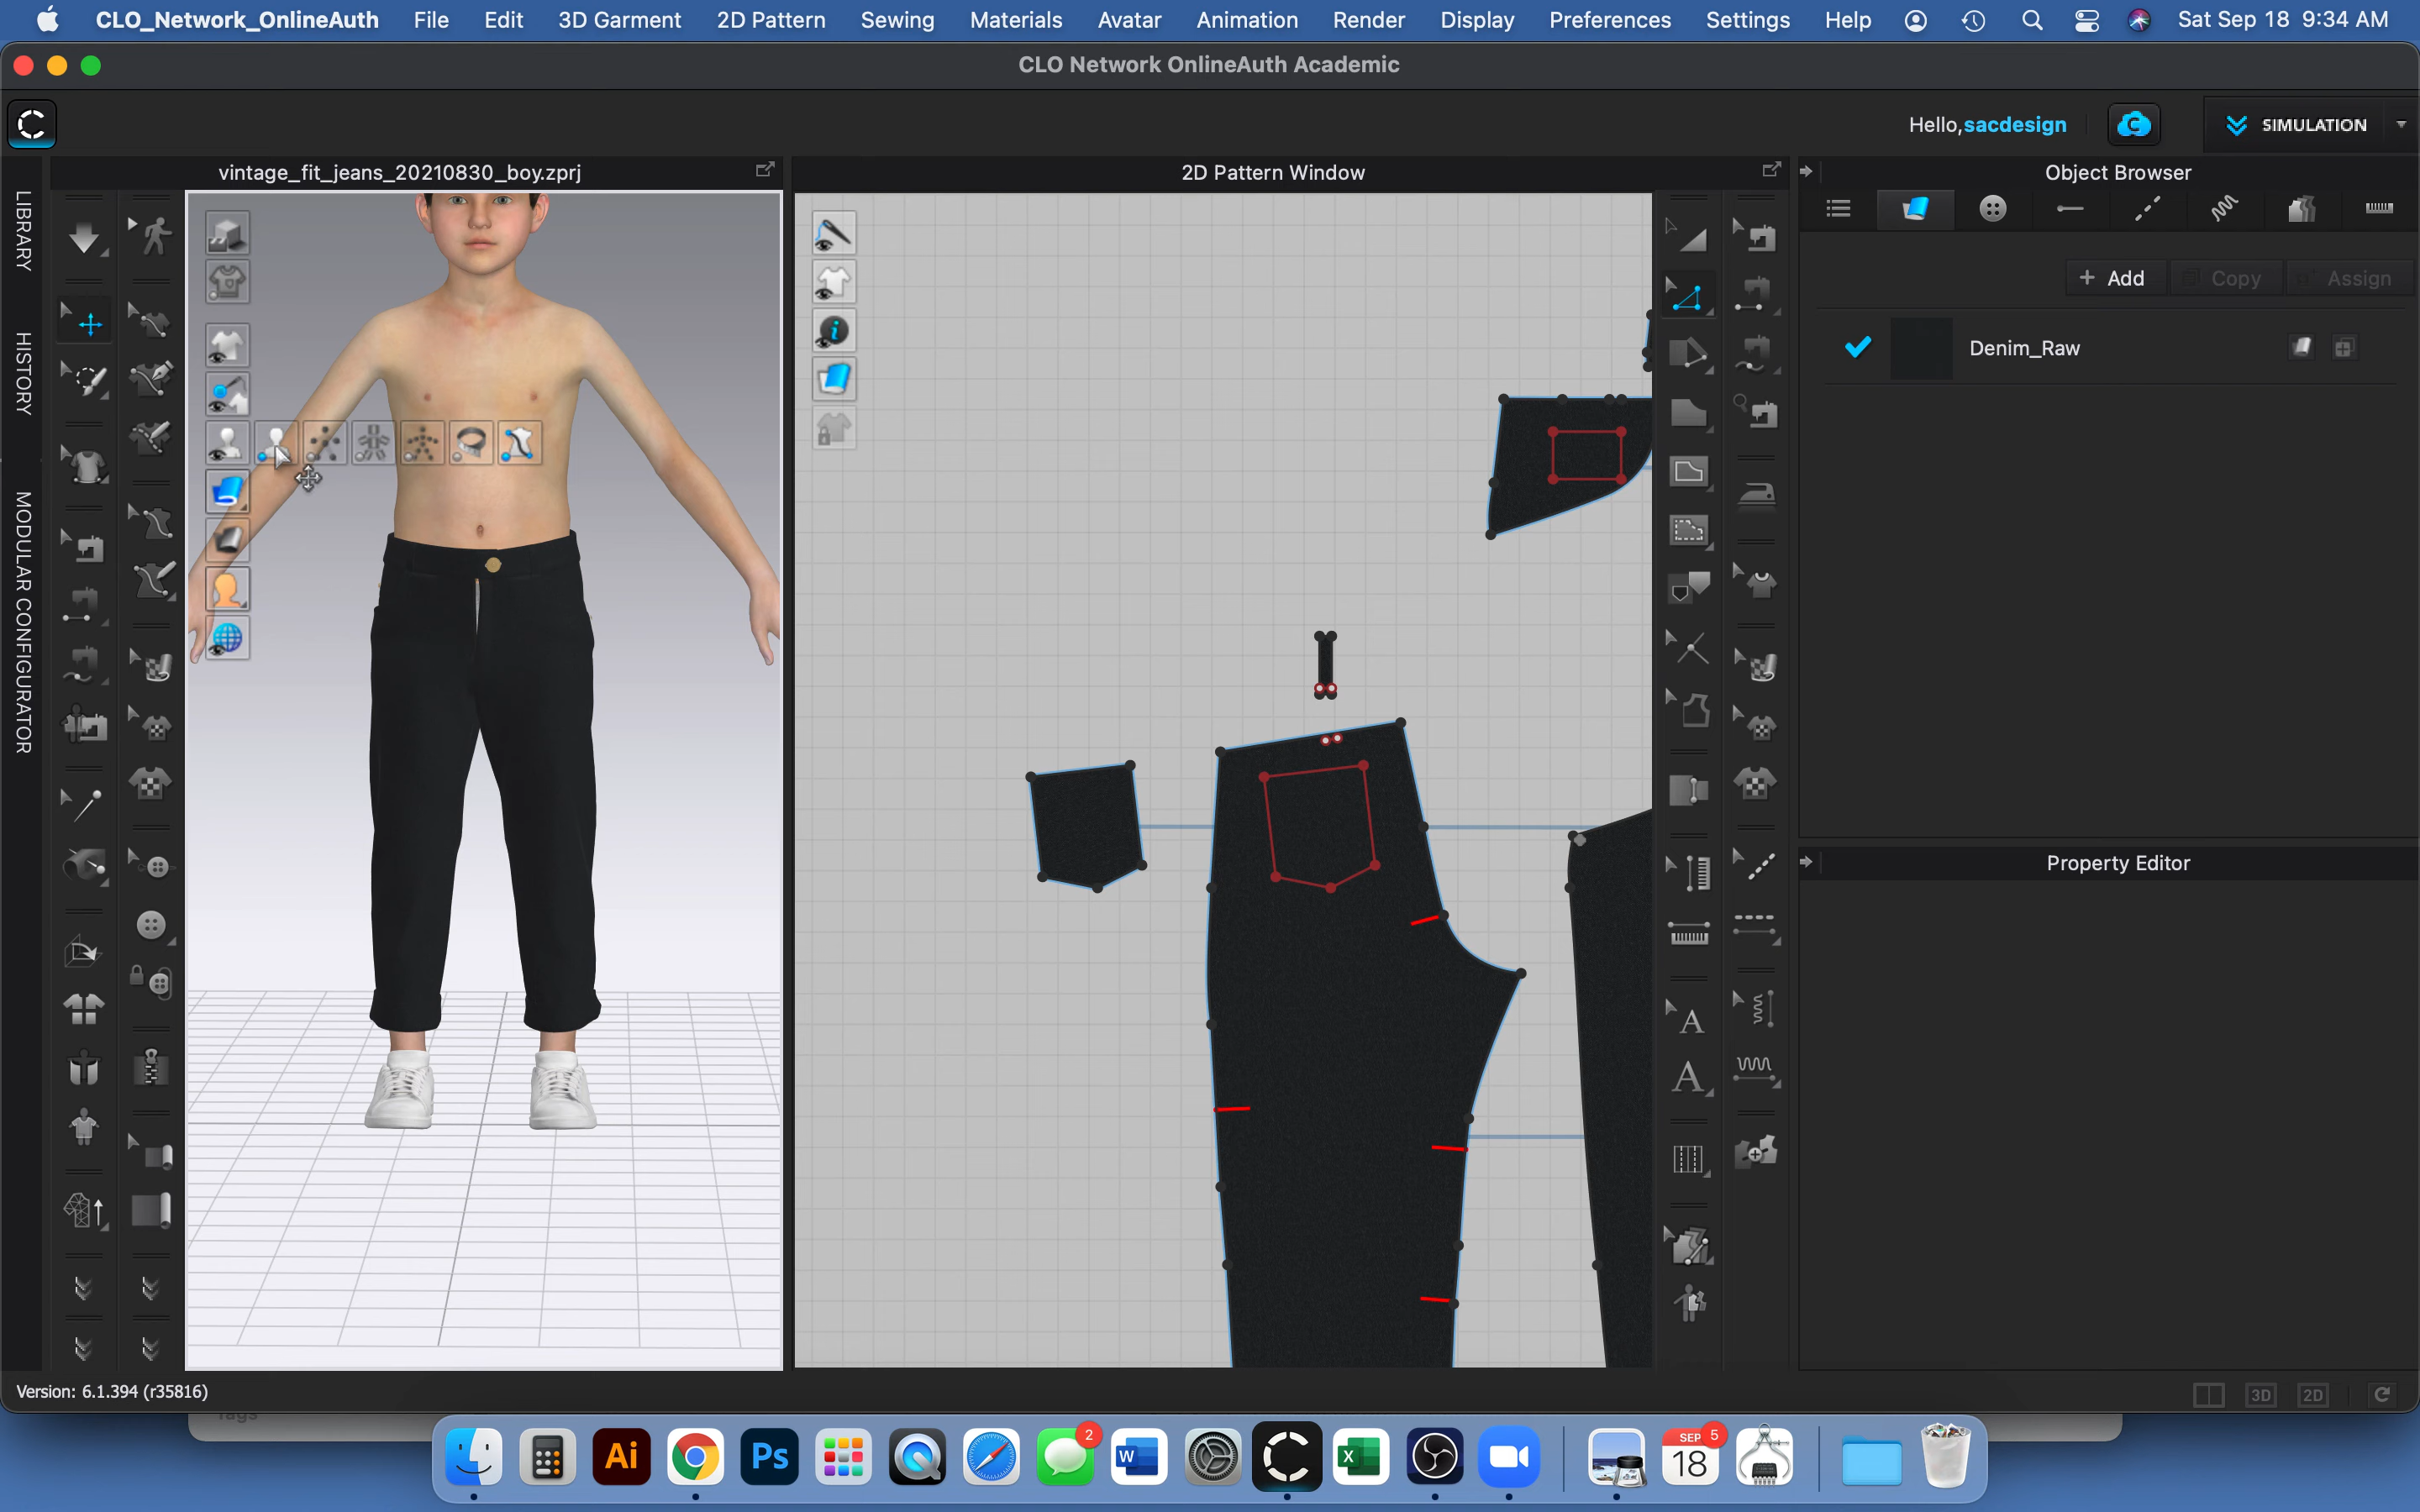 CLO_Network_OnlineAuth File Edit 3D Garment 2D Pattern Sewing Materials Avatar Animation Render Display Preferences Settings Help Sat Sep 18 9:34 AM
CLO Network OnlineAuth Academic
Hello,sacdesign
SIMULATION
vintage_fit_jeans_20210830_boy.zprj
2D Pattern Window
Object Browser
LIBRARY
HISTORY
MODULAR CONFIGURATOR
+ Add
Copy
Assign
Denim_Raw
Property Editor
A
A
Version: 6.1.394 (r35816)
3D
2D
Tags
Ai
Ps
2
W
X
SEP
5
18